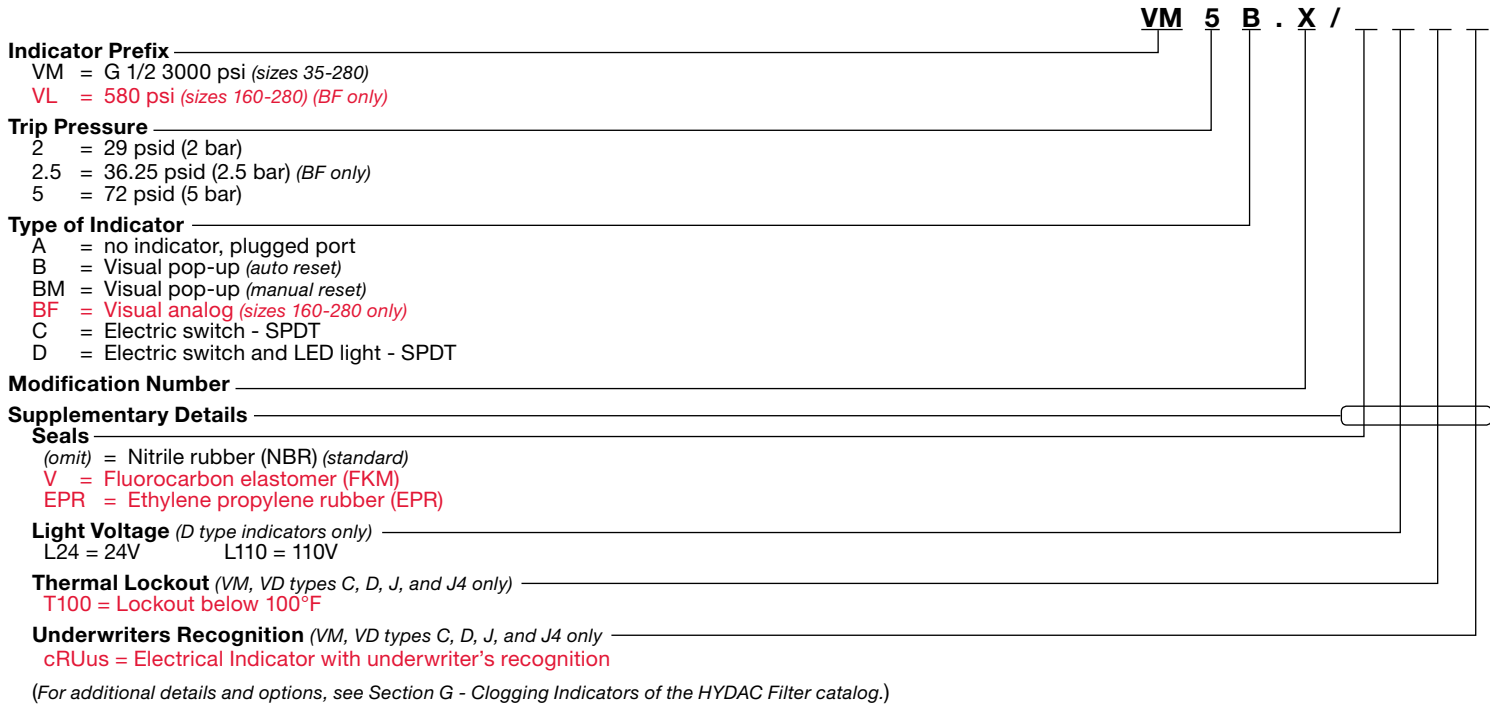 VM 5 B . X / _ _ _ _
Indicator Prefix
VM = G 1/2 3000 psi (sizes 35-280)
VL = 580 psi (sizes 160-280) (BF only)
Trip Pressure
2 = 29 psid (2 bar)
2.5 = 36.25 psid (2.5 bar) (BF only)
5 = 72 psid (5 bar)
Type of Indicator
A = no indicator, plugged port
B = Visual pop-up (auto reset)
BM = Visual pop-up (manual reset)
BF = Visual analog (sizes 160-280 only)
C = Electric switch - SPDT
D = Electric switch and LED light - SPDT
Modification Number
Supplementary Details
Seals
(omit) = Nitrile rubber (NBR) (standard)
V = Fluorocarbon elastomer (FKM)
EPR = Ethylene propylene rubber (EPR)
Light Voltage (D type indicators only)
L24 = 24V L110 = 110V
Thermal Lockout (VM, VD types C, D, J, and J4 only)
T100 = Lockout below 100°F
Underwriters Recognition (VM, VD types C, D, J, and J4 only
cRUus = Electrical Indicator with underwriter's recognition
(For additional details and options, see Section G - Clogging Indicators of the HYDAC Filter catalog.)